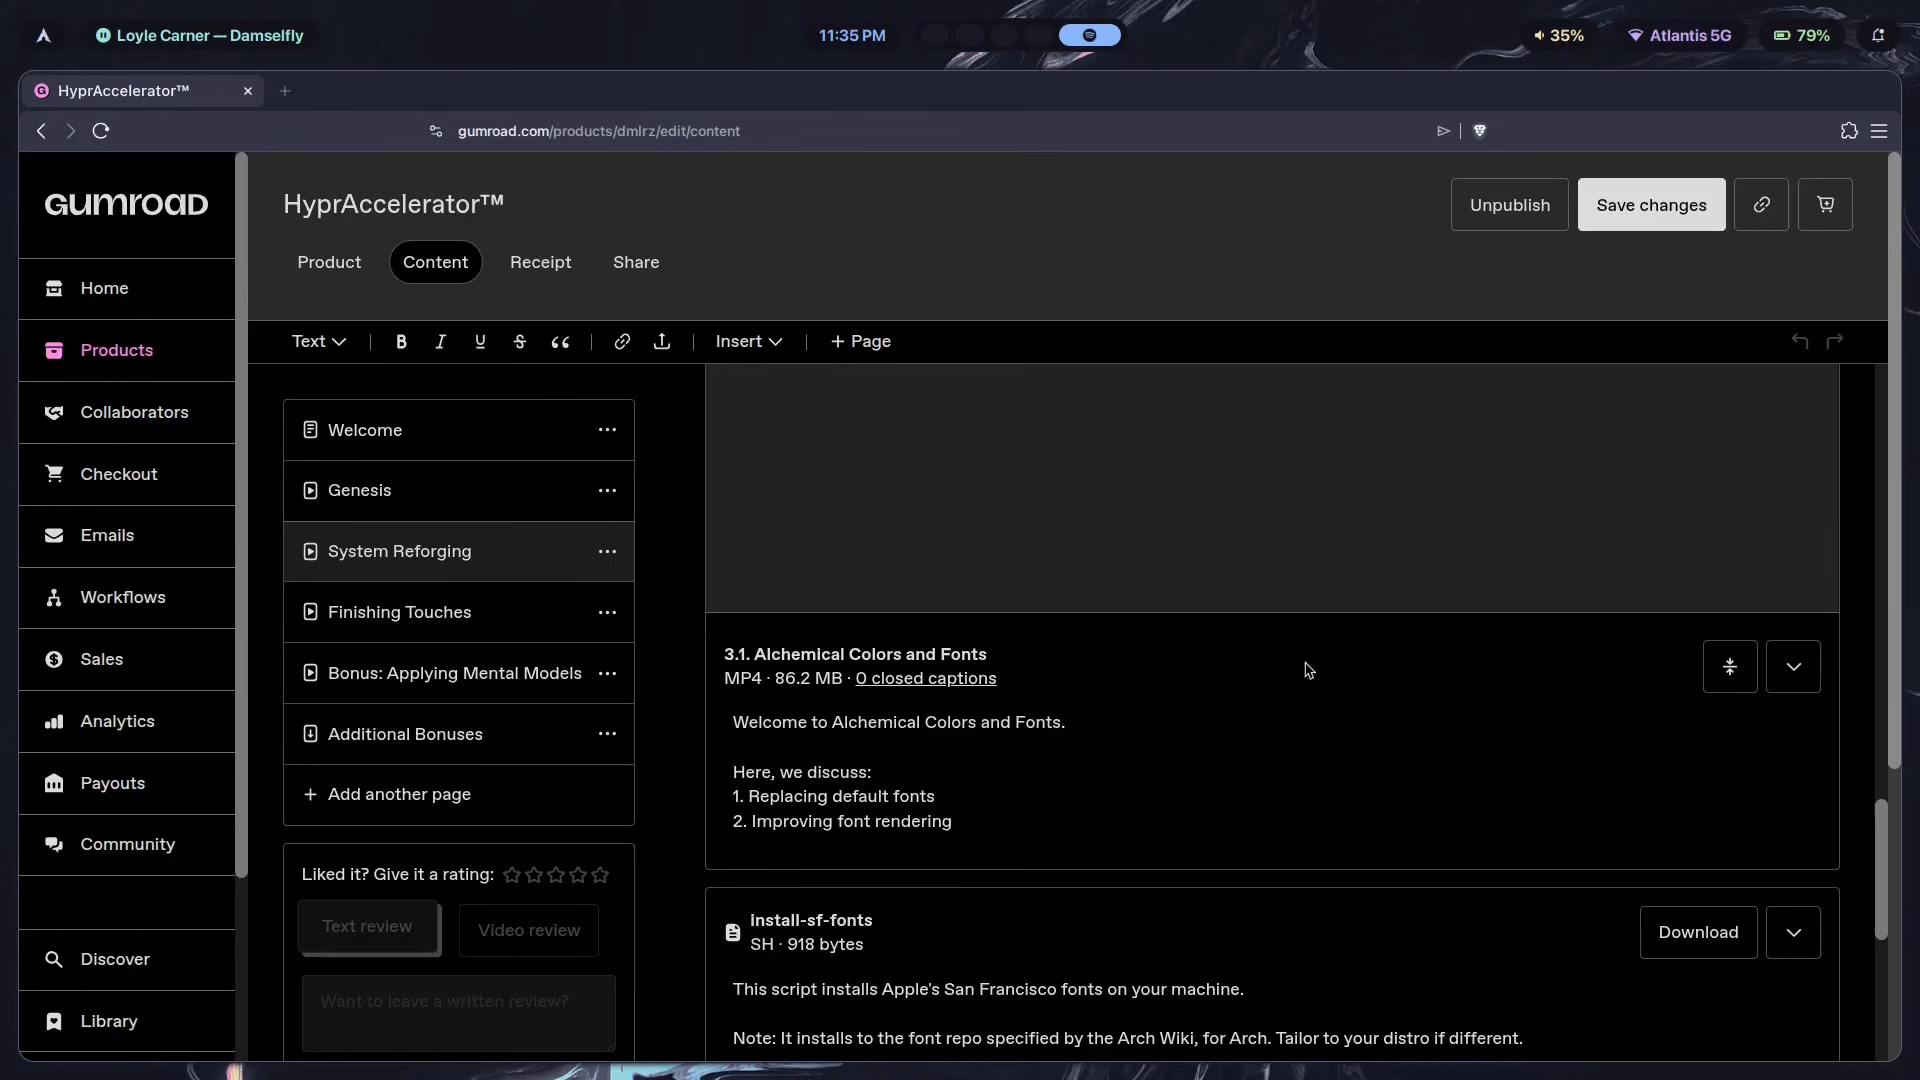 Loyle Carner — Damselfly
11:35 PM
35%
Atlantis 5G
79%
HyprAccelerator™
gumroad.com/products/dmlrz/edit/content
GUMROAD
Home
Products
Collaborators
Checkout
Emails
Workflows
Sales
Analytics
Payouts
Community
Discover
Library
HyprAccelerator™
Unpublish
Save changes
Product
Content
Receipt
Share
Text
B
I
U
S
Insert
+ Page
Welcome
Genesis
System Reforging
Finishing Touches
Bonus: Applying Mental Models
Additional Bonuses
+ Add another page
Liked it? Give it a rating:
Text review
Video review
Want to leave a written review?
3.1. Alchemical Colors and Fonts
MP4 · 86.2 MB · 0 closed captions
Welcome to Alchemical Colors and Fonts.
Here, we discuss:
1. Replacing default fonts
2. Improving font rendering
install-sf-fonts
SH · 918 bytes
Download
This script installs Apple's San Francisco fonts on your machine.
Note: It installs to the font repo specified by the Arch Wiki, for Arch. Tailor to your distro if different.